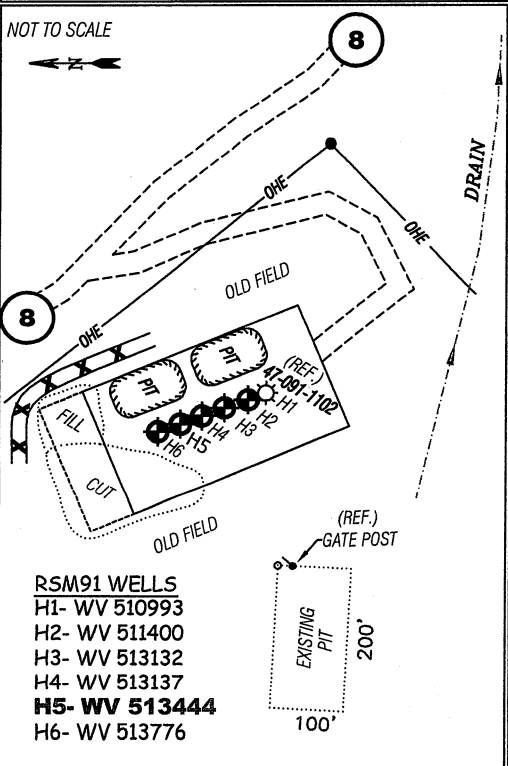 NOT TO SCALE
N
8
DRAIN
OHE
OHE
OLD FIELD
8
OHE
PIT
PIT
(REF.)
47-091-1102
H1
H2
H3
H4
H5
H6
FILL
CUT
OLD FIELD
(REF.)
GATE POST
EXISTING
PIT
200'
100'
RSM91 WELLS
H1- WV 510993
H2- WV 511400
H3- WV 513132
H4- WV 513137
H5- WV 513444
H6- WV 513776